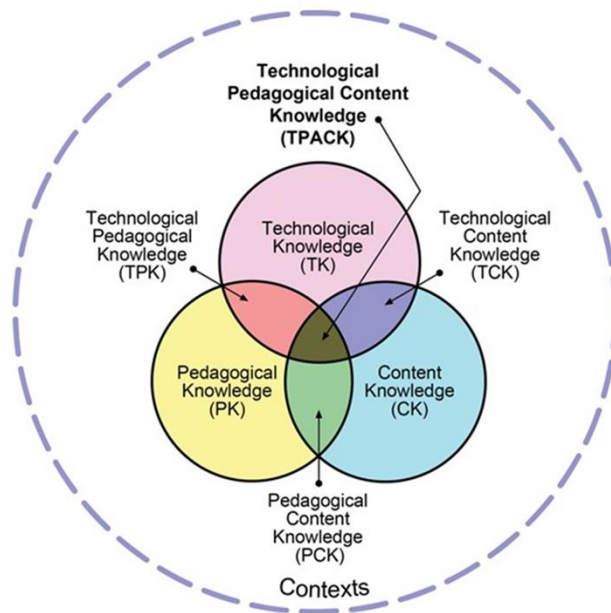 Technological
Pedagogical Content
Knowledge
(TPACK)
Technological
Pedagogical
Knowledge
(TPK)
Technological
Knowledge
(TK)
Technological
Content
Knowledge
(TCK)
Pedagogical
Knowledge
(PK)
Content
Knowledge
(CK)
Pedagogical
Content
Knowledge
(PCK)
Contexts